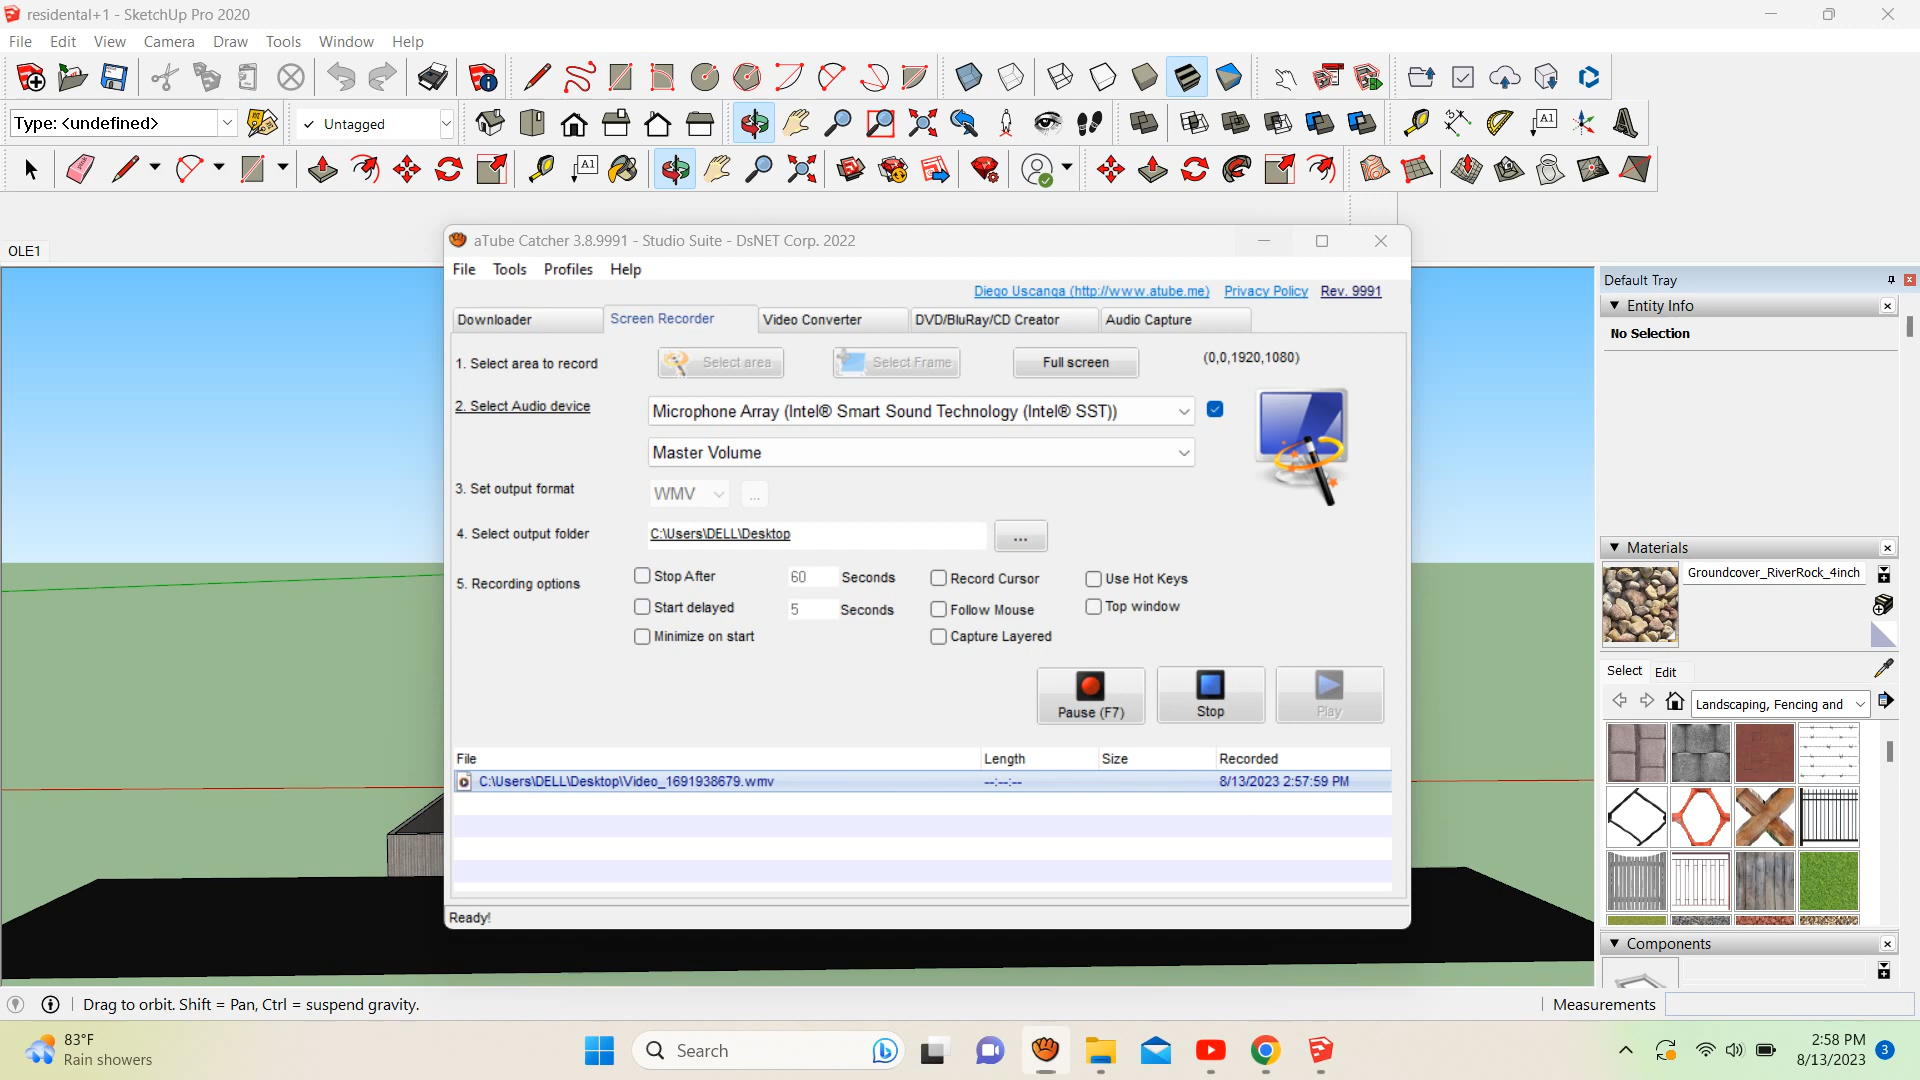 residental+1 - SketchUp Pro 2020
File Edit View Camera Draw Tools Window Help
Type: <undefined>
✓ Untagged
A1
A1
OLE1
aTube Catcher 3.8.9991 - Studio Suite - DsNET Corp. 2022
File Tools Profiles Help
Diego Uscanga (http://www.atube.me) Privacy Policy Rev. 9991
Downloader Screen Recorder Video Converter DVD/BluRay/CD Creator Audio Capture
1. Select area to record Select area Select Frame Full screen (0,0,1920,1080)
2. Select Audio device Microphone Array (Intel® Smart Sound Technology (Intel® SST))
Master Volume
3. Set output format WMV ...
4. Select output folder C:\Users\DELL\Desktop ...
5. Recording options
Stop After 60 Seconds Record Cursor Use Hot Keys
Start delayed 5 Seconds Follow Mouse Top window
Minimize on start Capture Layered
Pause (F7) Stop Play
File Length Size Recorded
C:\Users\DELL\Desktop\Video_1691938679.wmv --:--:-- 8/13/2023 2:57:59 PM
Ready!
Default Tray
Entity Info
No Selection
Materials
Groundcover_RiverRock_4inch
Select Edit
Landscaping, Fencing and
Components
Drag to orbit. Shift = Pan, Ctrl = suspend gravity.
Measurements
83°F
Rain showers
Search
2:58 PM
8/13/2023
3